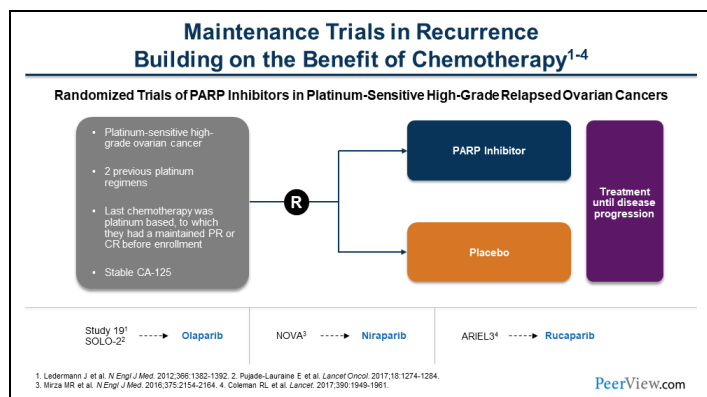 Maintenance Trials in Recurrence
Building on the Benefit of Chemotherapy1-4
Randomized Trials of PARP Inhibitors in Platinum-Sensitive High-Grade Relapsed Ovarian Cancers
• Platinum-sensitive high-
grade ovarian cancer
• 2 previous platinum
regimens
• Last chemotherapy was
platinum based, to which
they had a maintained PR or
CR before enrollment
• Stable CA-125
R
PARP Inhibitor
Placebo
Treatment
until disease
progression
Study 191
SOLO-22
Olaparib
NOVA3
Niraparib
ARIEL34
Rucaparib
1. Ledermann J et al. N Engl J Med. 2012;366:1382-1392. 2. Pujade-Lauraine E et al. Lancet Oncol. 2017;18:1274-1284.
3. Mirza MR et al. N Engl J Med. 2016;375:2154-2164. 4. Coleman RL et al. Lancet. 2017;390:1949-1961.
PeerView.com